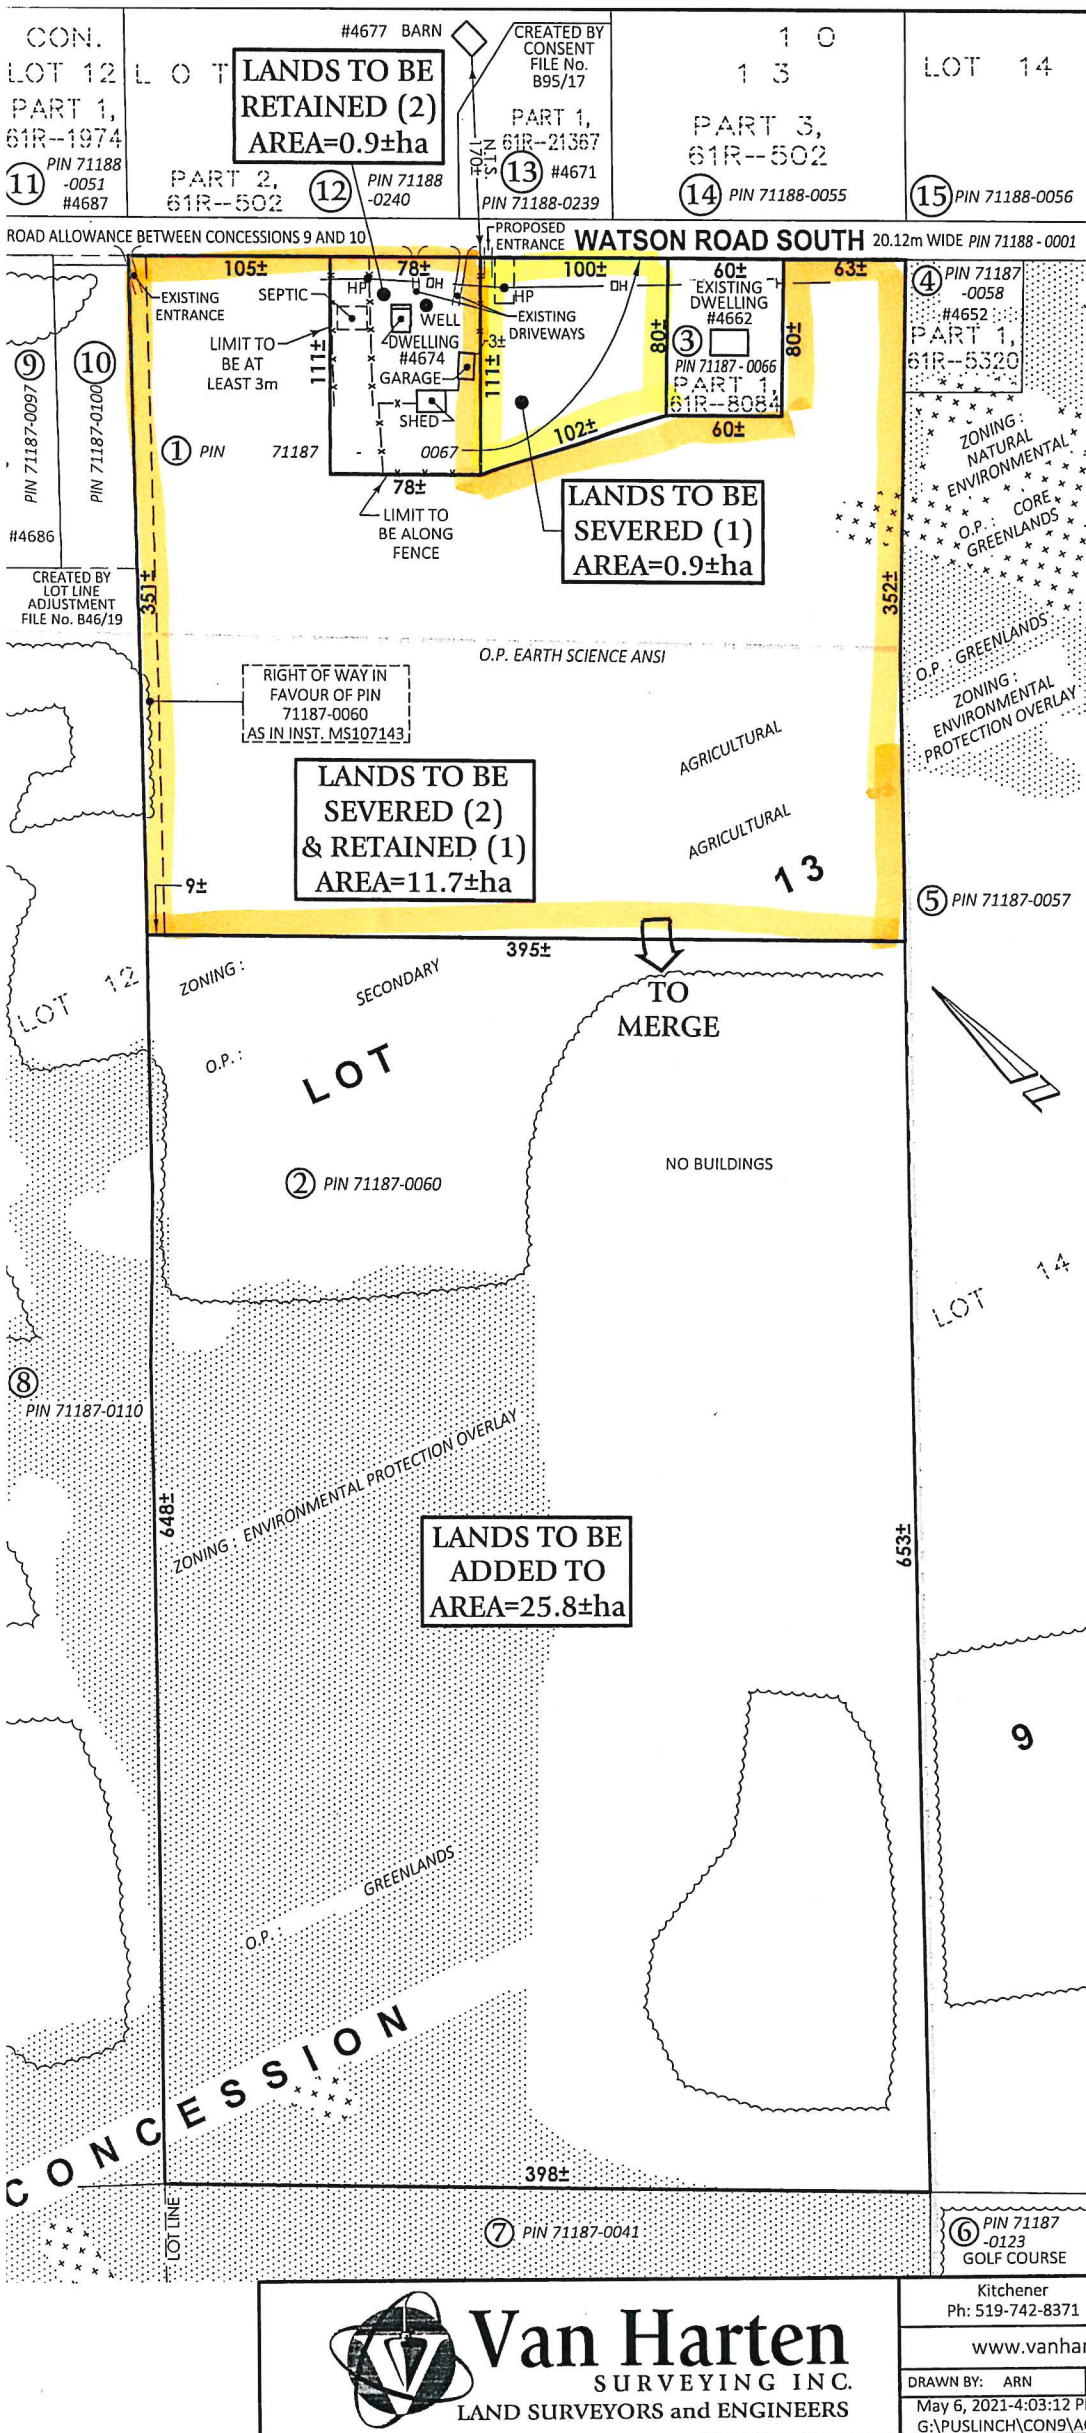 CON.
LOT 12
PART 1,
61R--1974
11 PIN 71188
-0051
#4687
L O T
#4677 BARN
LANDS TO BE
RETAINED (2)
AREA=0.9±ha
PART 2,
61R--502
12 PIN 71188
-0240
170±
N.T.S.
CREATED BY
CONSENT
FILE No.
B95/17
PART 1,
61R--21367
13 #4671
PIN 71188-0239
1 0
1 3
PART 3,
61R--502
14 PIN 71188-0055
LOT 14
15 PIN 71188-0056
ROAD ALLOWANCE BETWEEN CONCESSIONS 9 AND 10
PROPOSED
ENTRANCE
WATSON ROAD SOUTH 20.12m WIDE PIN 71188 - 0001
105±
78±
100±
60±
63±
EXISTING
ENTRANCE
SEPTIC
HP
OH
WELL
HP
OH
EXISTING
DRIVEWAYS
EXISTING
DWELLING
#4662
3
PIN 71187-0066
PART 1,
61R--8084
80±
80±
60±
4 PIN 71187
-0058
#4652
PART 1,
61R--5320
9
PIN 71187-0097
10
PIN 71187-0100
LIMIT TO
BE AT
LEAST 3m
111±
DWELLING
#4674
GARAGE
SHED
3±
111±
102±
1 PIN 71187 - 0067
78±
LIMIT TO
BE ALONG
FENCE
LANDS TO BE
SEVERED (1)
AREA=0.9±ha
ZONING :
NATURAL
ENVIRONMENTAL
O.P. : CORE
GREENLANDS
#4686
CREATED BY
LOT LINE
ADJUSTMENT
FILE No. B46/19
351±
352±
O.P. EARTH SCIENCE ANSI
O.P. : GREENLANDS
ZONING :
ENVIRONMENTAL
PROTECTION OVERLAY
RIGHT OF WAY IN
FAVOUR OF PIN
71187-0060
AS IN INST. MS107143
AGRICULTURAL
LANDS TO BE
SEVERED (2)
& RETAINED (1)
AREA=11.7±ha
AGRICULTURAL
13
9±
5 PIN 71187-0057
395±
LOT 12
ZONING :
SECONDARY
TO
MERGE
O.P. :
LOT
2 PIN 71187-0060
NO BUILDINGS
LOT 14
8
PIN 71187-0110
648±
ZONING : ENVIRONMENTAL PROTECTION OVERLAY
LANDS TO BE
ADDED TO
AREA=25.8±ha
653±
9
O.P. : GREENLANDS
CONCESSION
398±
LOT LINE
7 PIN 71187-0041
6 PIN 71187
-0123
GOLF COURSE
Van Harten
SURVEYING INC.
LAND SURVEYORS and ENGINEERS
Kitchener
Ph: 519-742-8371
www.vanhar
DRAWN BY: ARN
May 6, 2021-4:03:12 P
G:\PUSLINCH\CON9\A